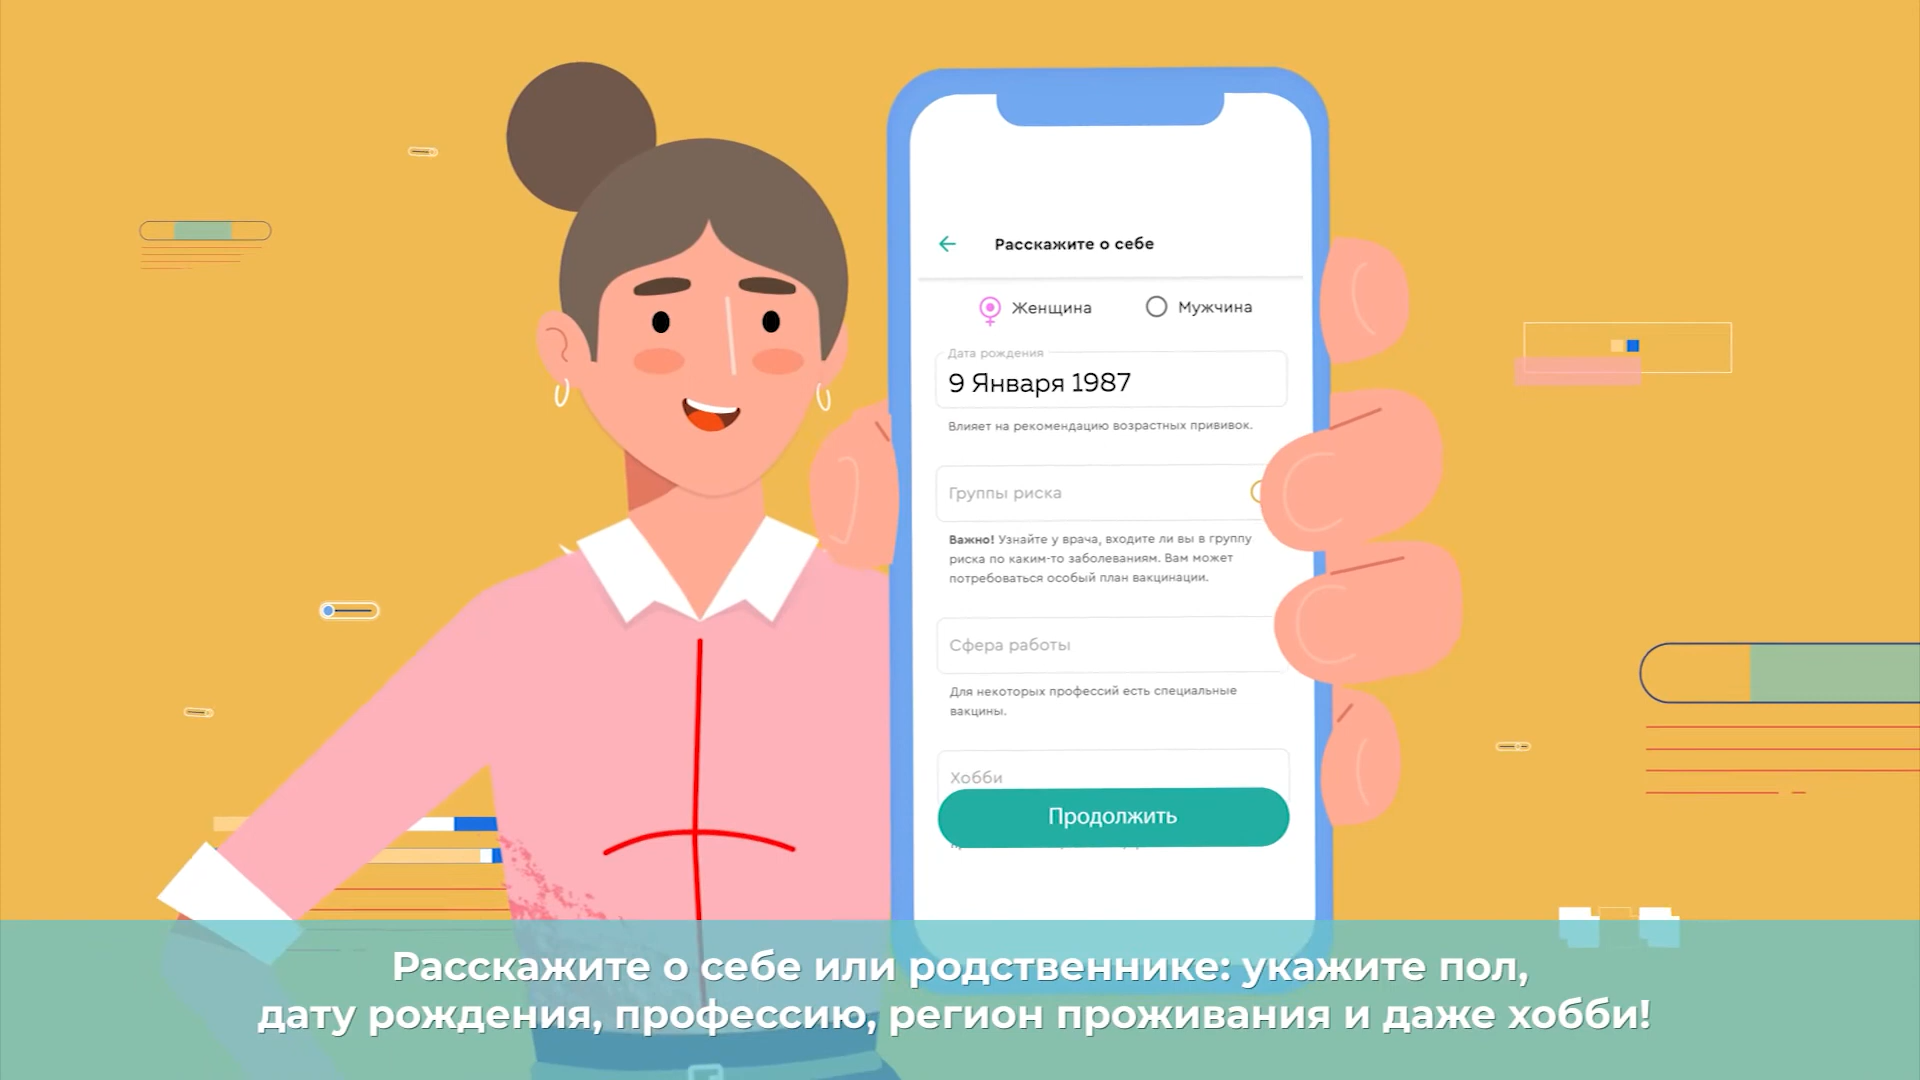 Расскажите о себе
Женщина
Мужчина
Дата рождения
9 Января 1987
Влияет на рекомендацию возрастных прививок.
Группы риска
Важно! Узнайте у врача, входите ли вы в группу
риска по каким-то заболеваниям. Вам может
потребоваться особый план вакцинации.
Сфера работы
Для некоторых профессий есть специальные
вакцины.
Хобби
Продолжить
Расскажите о себе или родственнике: укажите пол,
дату рождения, профессию, регион проживания и даже хобби!